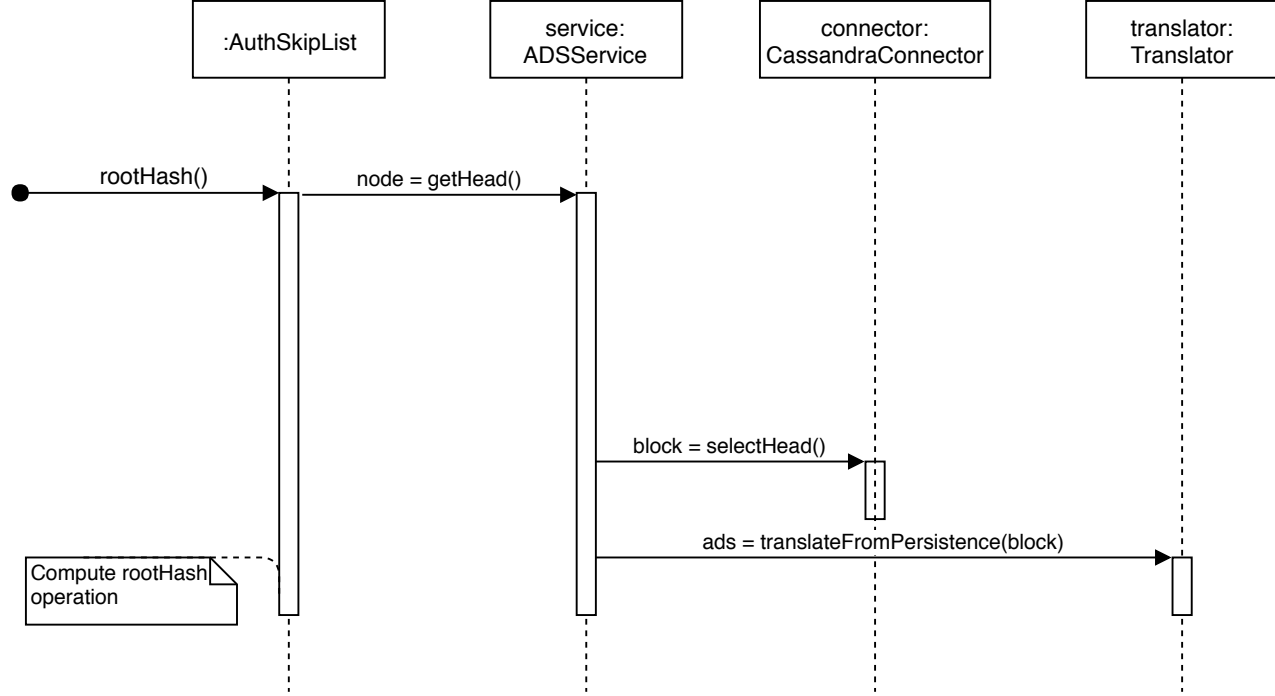 :AuthSkipList
service:
ADSService
connector:
CassandraConnector
translator:
Translator
rootHash()
node = getHead()
block = selectHead()
ads = translateFromPersistence(block)
Compute rootHash
operation